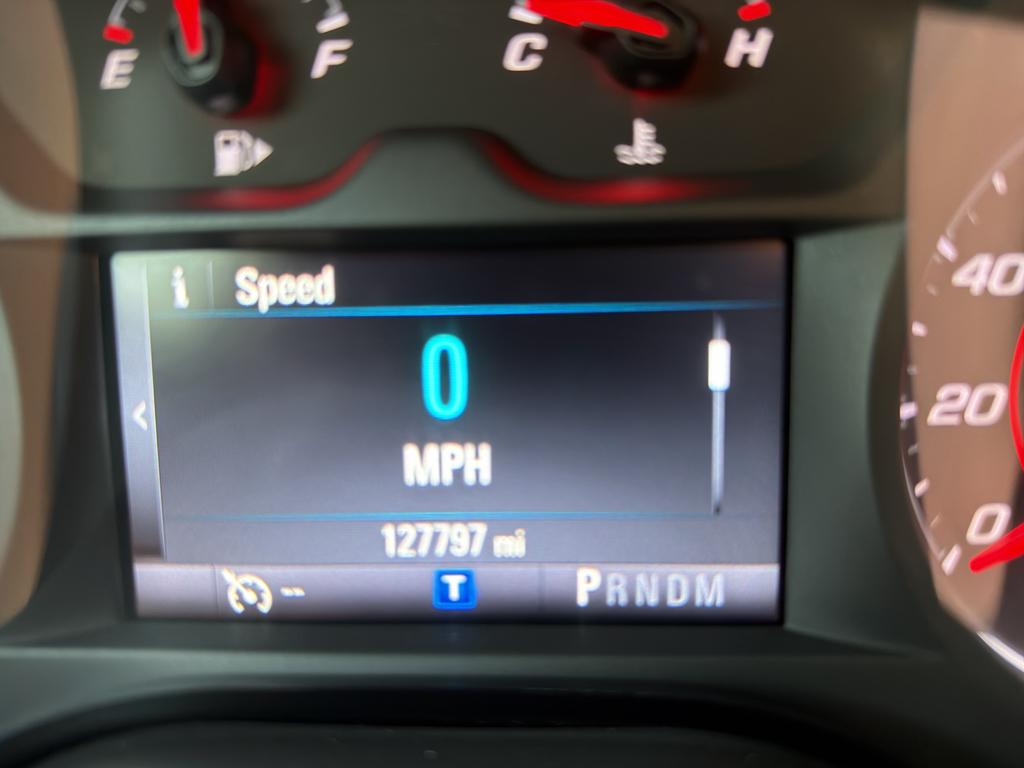 E F C H
i Speed
40
0
MPH
20
127797 mi
0
-- T PRNDM